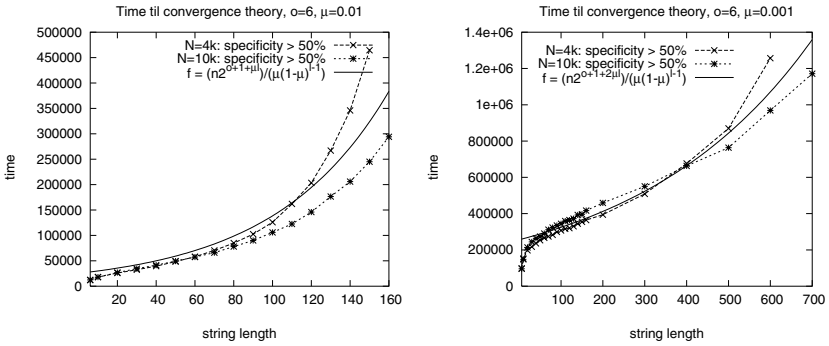 Time til convergence theory, o=6, μ=0.01
500000
450000
400000
350000
300000
250000
200000
150000
100000
50000
0
time
N=4k: specificity > 50%
N=10k: specificity > 50%
f = (n2^{o+1+μl})/(μ(1-μ)^{l-1})
20 40 60 80 100 120 140 160
string length
Time til convergence theory, o=6, μ=0.001
1.4e+06
1.2e+06
1e+06
800000
600000
400000
200000
0
time
N=4k: specificity > 50%
N=10k: specificity > 50%
f = (n2^{o+1+2μl})/(μ(1-μ)^{l-1})
100 200 300 400 500 600 700
string length